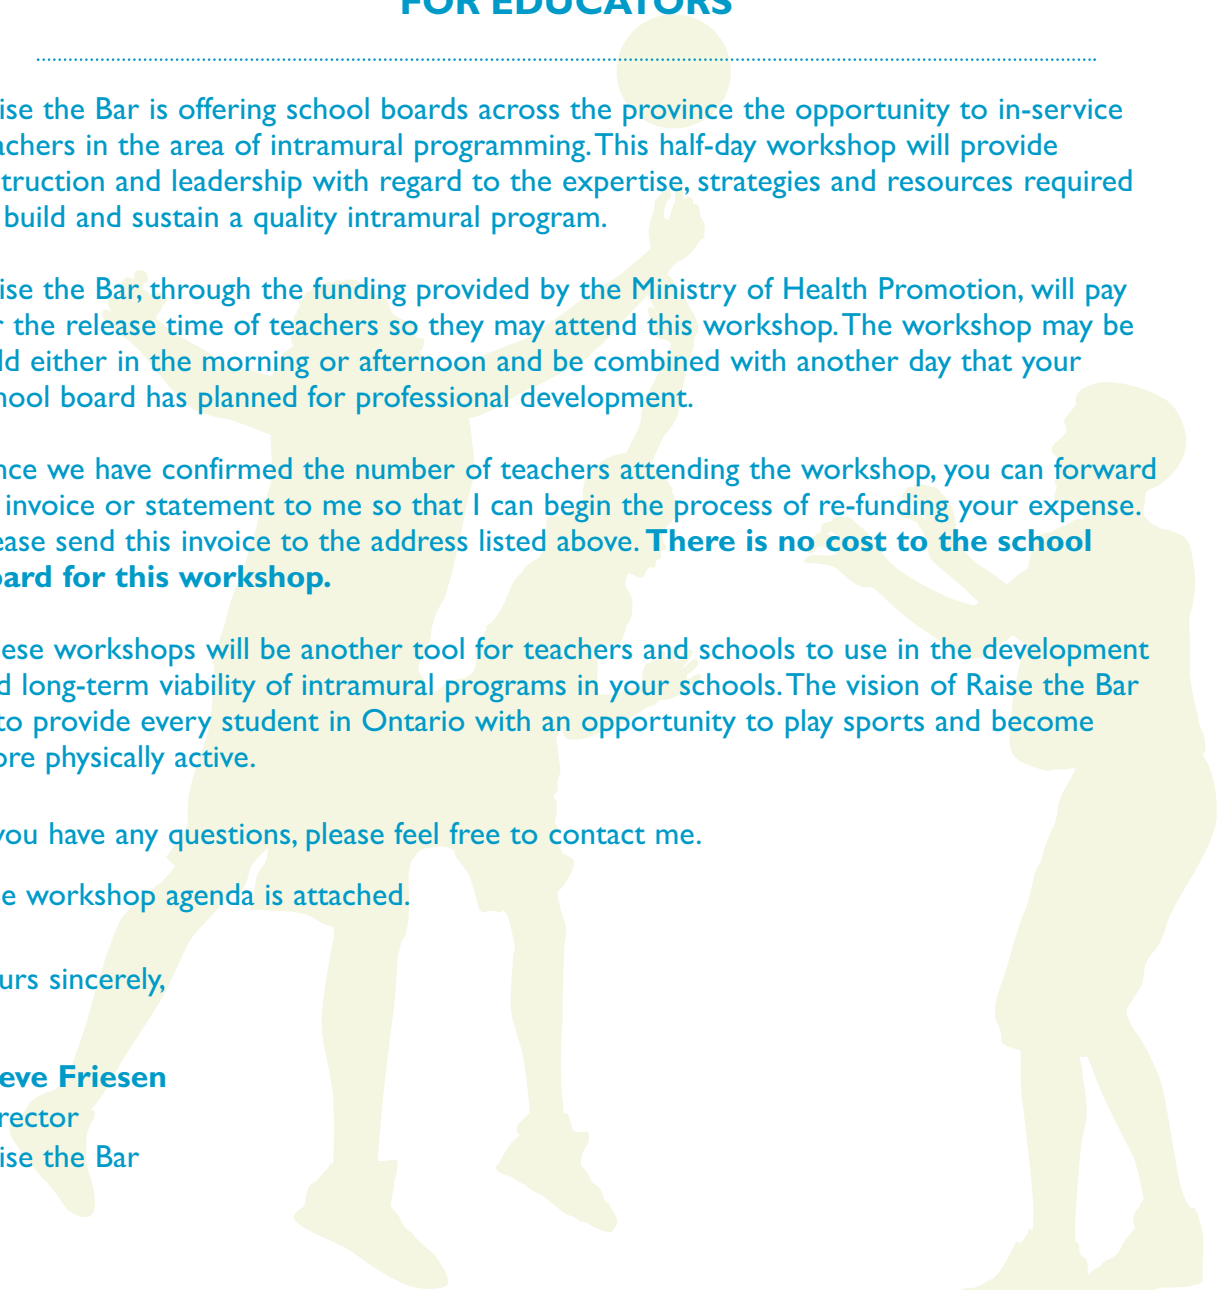 FOR EDUCATORS
ise the Bar is offering school boards across the province the opportunity to in-service
achers in the area of intramural programming. This half-day workshop will provide
truction and leadership with regard to the expertise, strategies and resources required
build and sustain a quality intramural program.
ise the Bar, through the funding provided by the Ministry of Health Promotion, will pay
r the release time of teachers so they may attend this workshop. The workshop may be
ld either in the morning or afternoon and be combined with another day that your
hool board has planned for professional development.
nce we have confirmed the number of teachers attending the workshop, you can forward
invoice or statement to me so that I can begin the process of re-funding your expense.
ease send this invoice to the address listed above. There is no cost to the school
oard for this workshop.
ese workshops will be another tool for teachers and schools to use in the development
d long-term viability of intramural programs in your schools. The vision of Raise the Bar
to provide every student in Ontario with an opportunity to play sports and become
ore physically active.
you have any questions, please feel free to contact me.
e workshop agenda is attached.
urs sincerely,
eve Friesen
rector
ise the Bar